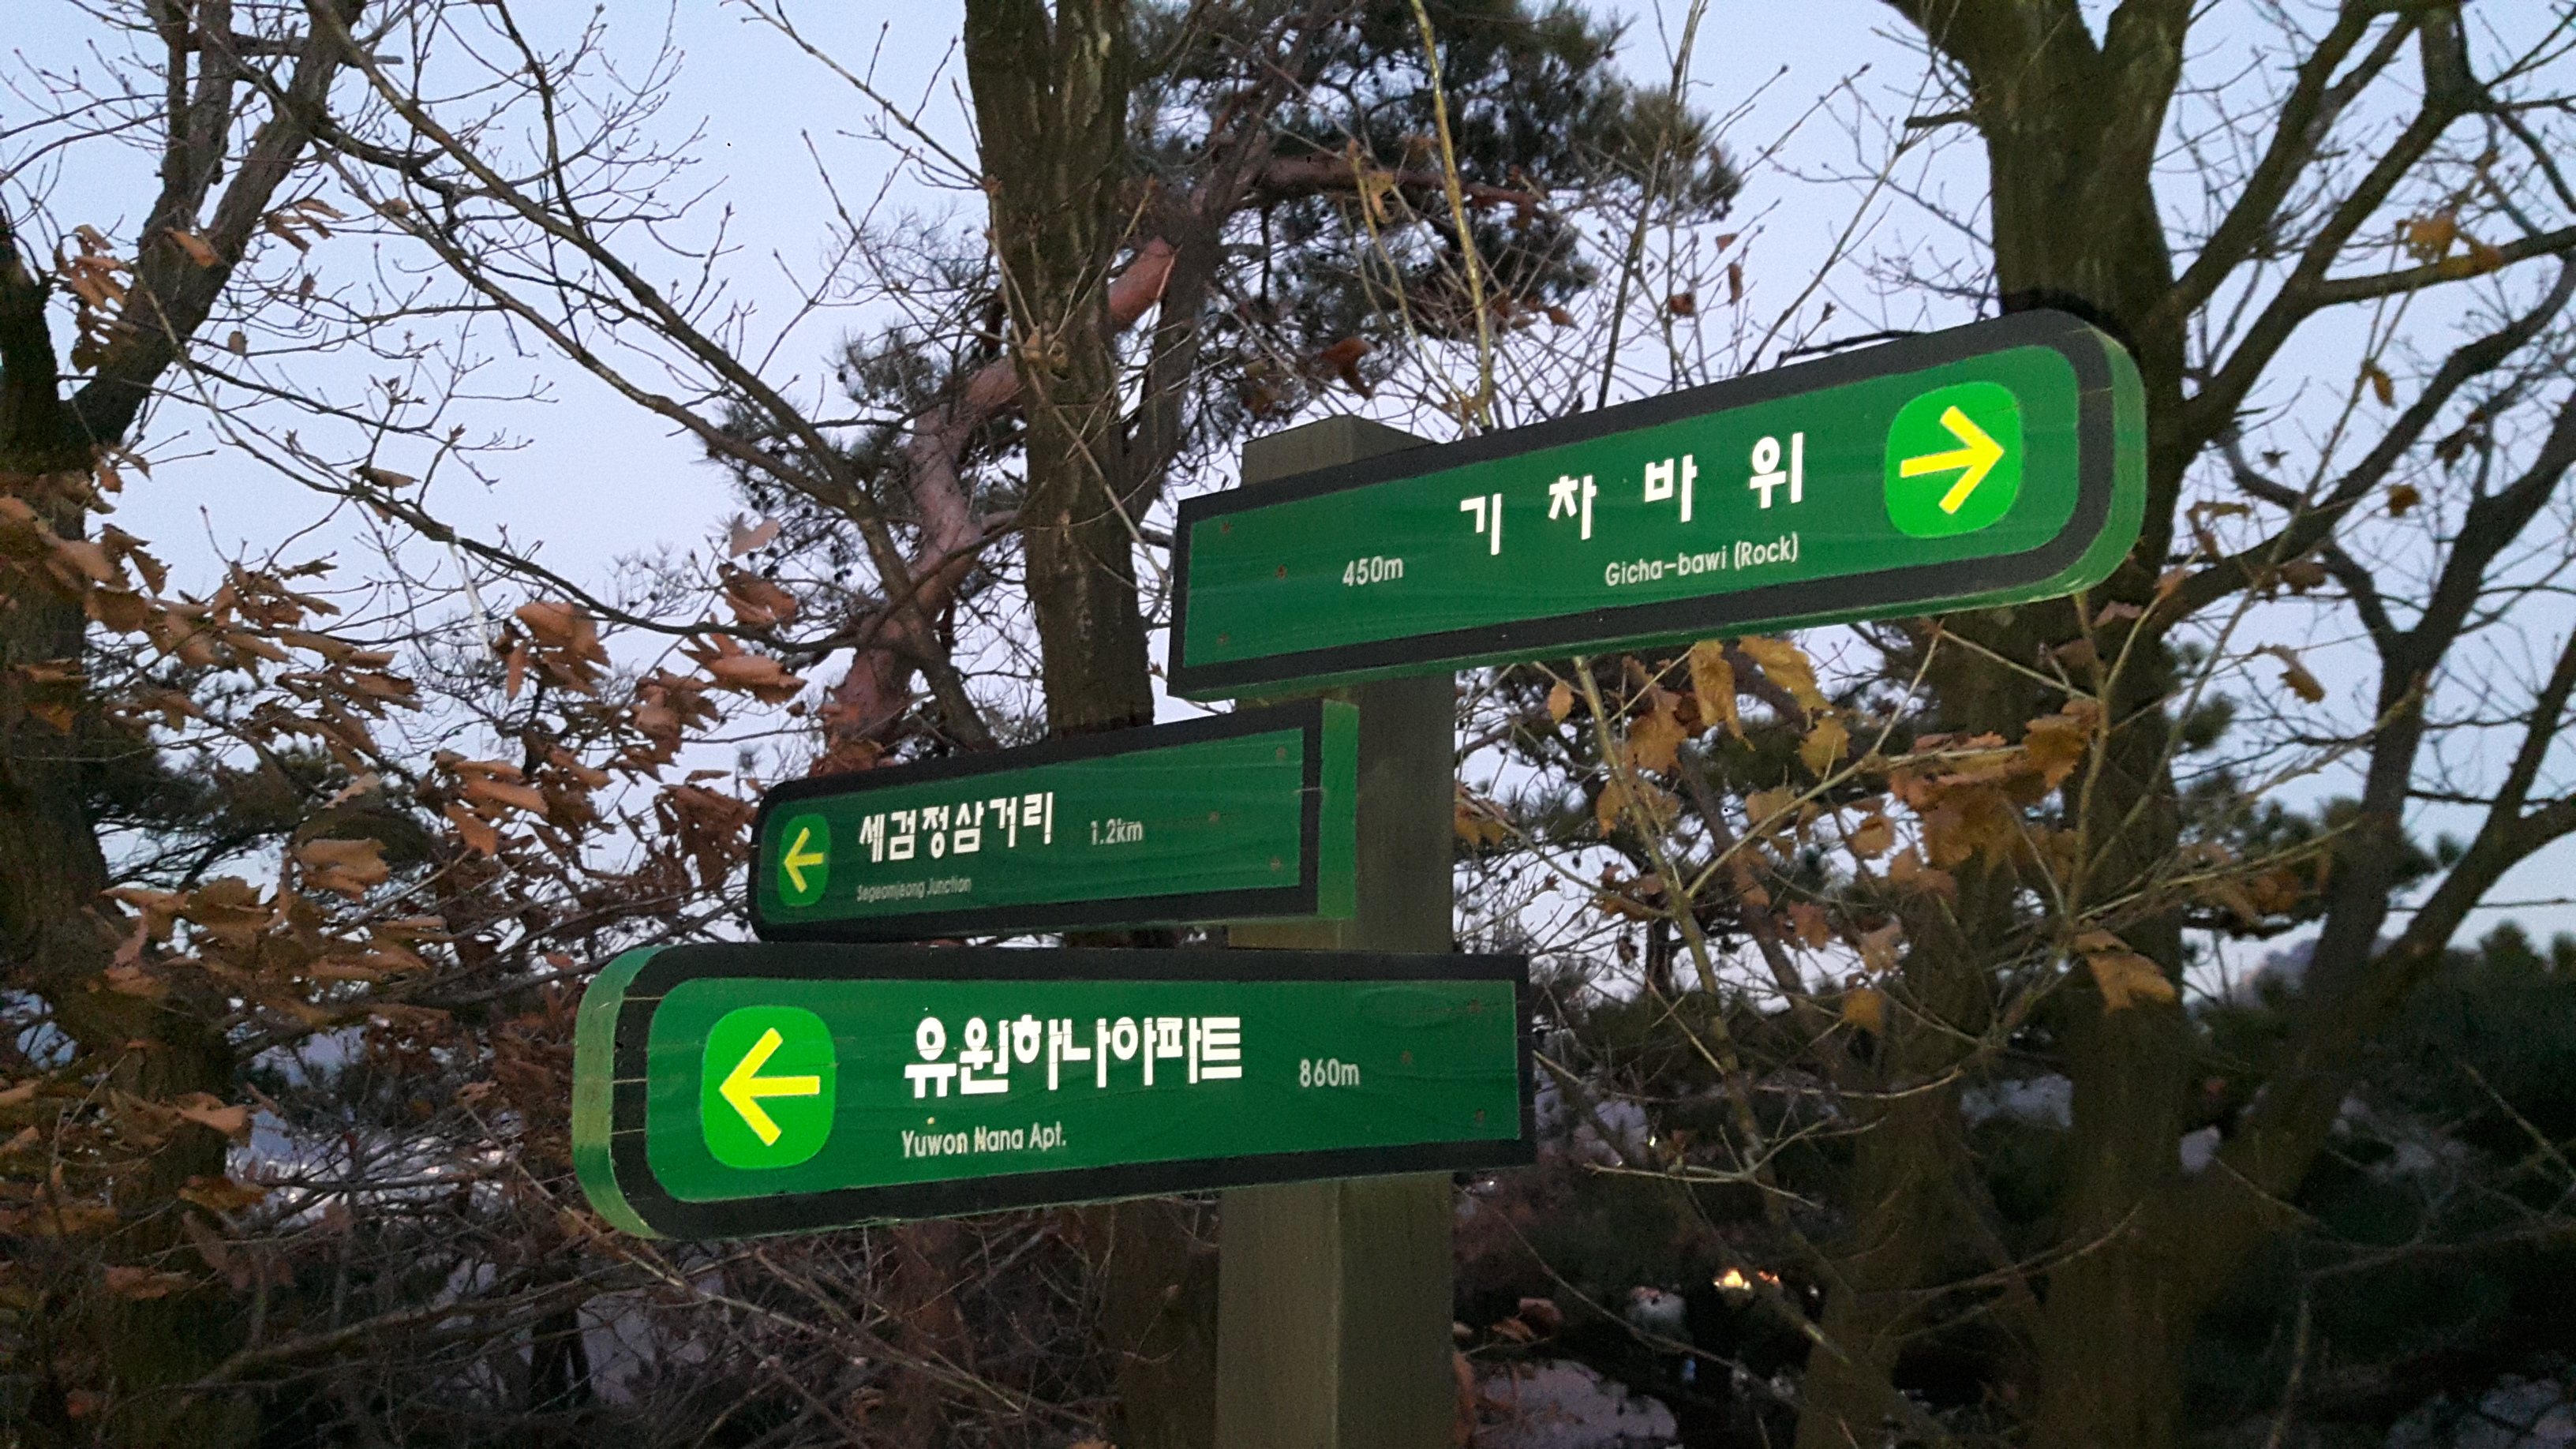 기차바위
450m
Gicha-bawi (Rock)
세검정삼거리 1.2km
Segeomjeong Junction
유원하나아파트 860m
Yuwon Nana Apt.